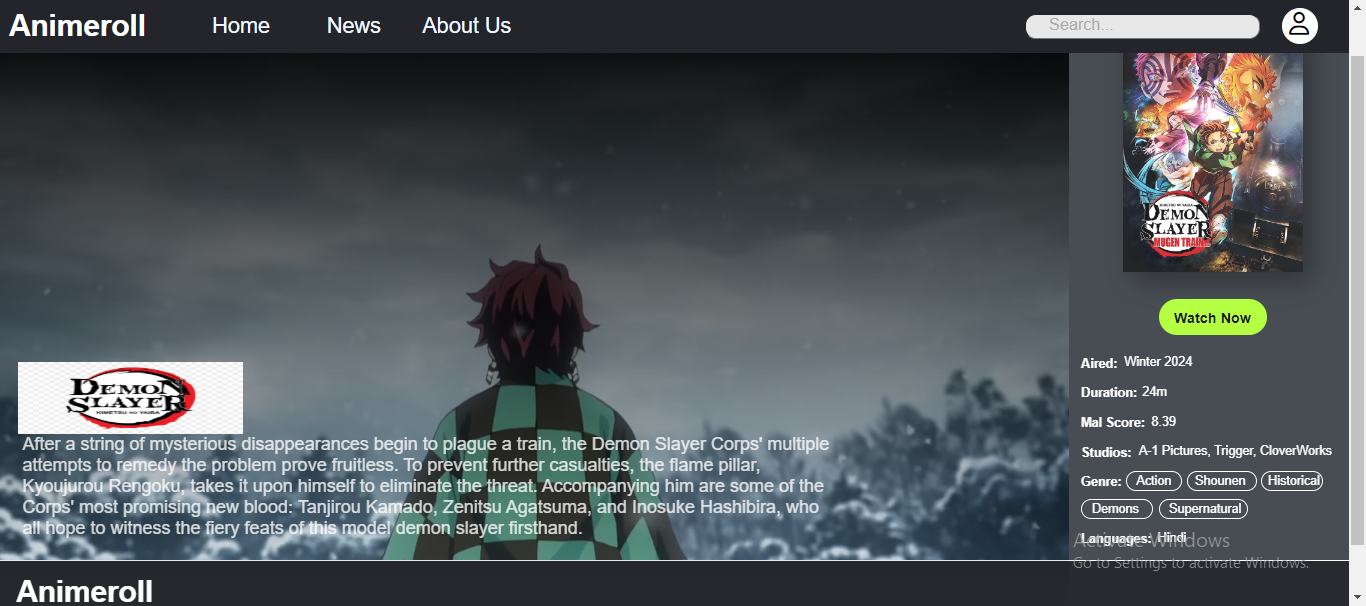 Animeroll Home News About Us Search...
DEMON
SLAYER
KIMETSU NO YAIBA
After a string of mysterious disappearances begin to plague a train, the Demon Slayer Corps' multiple
attempts to remedy the problem prove fruitless. To prevent further casualties, the flame pillar,
Kyoujurou Rengoku, takes it upon himself to eliminate the threat. Accompanying him are some of the
Corps' most promising new blood: Tanjirou Kamado, Zenitsu Agatsuma, and Inosuke Hashibira, who
all hope to witness the fiery feats of this model demon slayer firsthand.
KIMETSU NO YAIBA
DEMON
SLAYER
MUGEN TRAIN
Watch Now
Aired: Winter 2024
Duration: 24m
Mal Score: 8.39
Studios: A-1 Pictures, Trigger, CloverWorks
Genre: Action Shounen Historical
Demons Supernatural
Languages: Hindi
Activate Windows
Go to Settings to activate Windows.
Animeroll